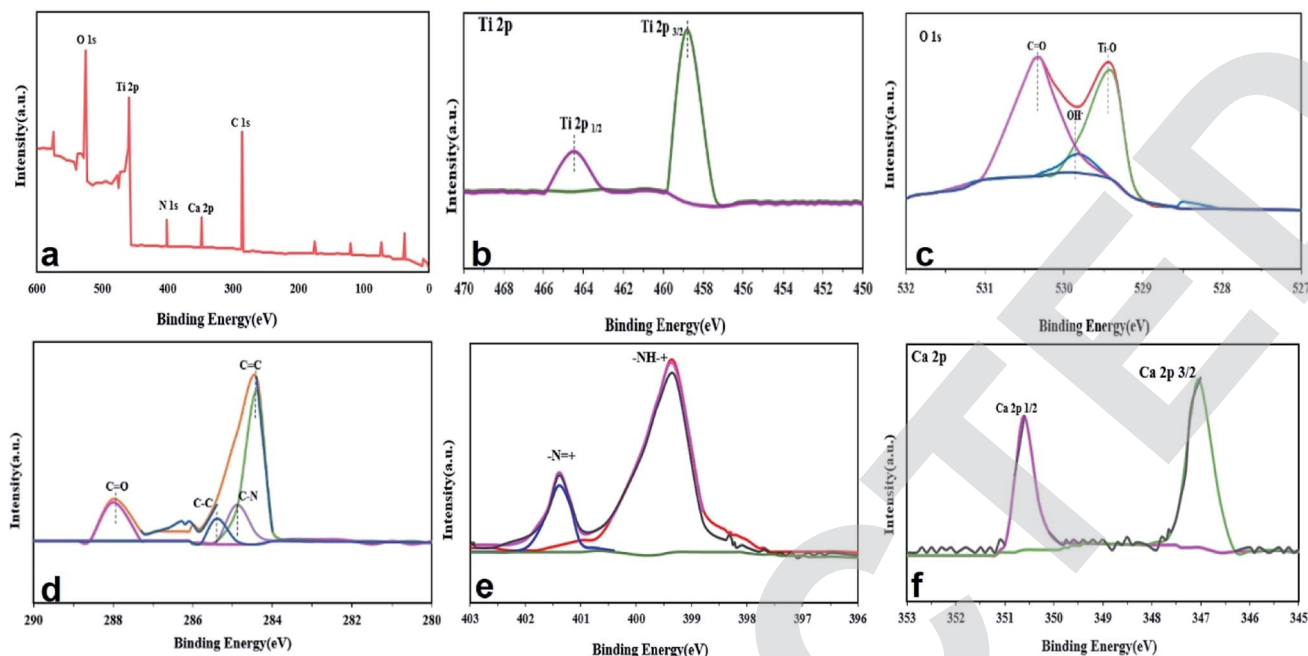 O 1s
Ti 2p
C 1s
N 1s
Ca 2p
a
Intensity(a.u.)
600 500 400 300 200 100 0
Binding Energy(eV)
Ti 2p
Ti 2p 3/2
Ti 2p 1/2
b
Intensity(a.u.)
470 468 466 464 462 460 458 456 454 452 450
Binding Energy(eV)
O 1s
C=O
Ti-O
OH-
c
Intensity(a.u.)
532 531 530 529 528 527
Binding Energy(eV)
C=C
C=O
C-C
C-N
d
Intensity(a.u.)
290 288 286 284 282 280
Binding Energy(eV)
-NH-+
-N=+
e
Intensity(a.u.)
403 402 401 400 399 398 397 396
Binding Energy(eV)
Ca 2p
Ca 2p 3/2
Ca 2p 1/2
f
Intensity(a.u.)
353 352 351 350 349 348 347 346 345
Binding Energy(eV)
CTED